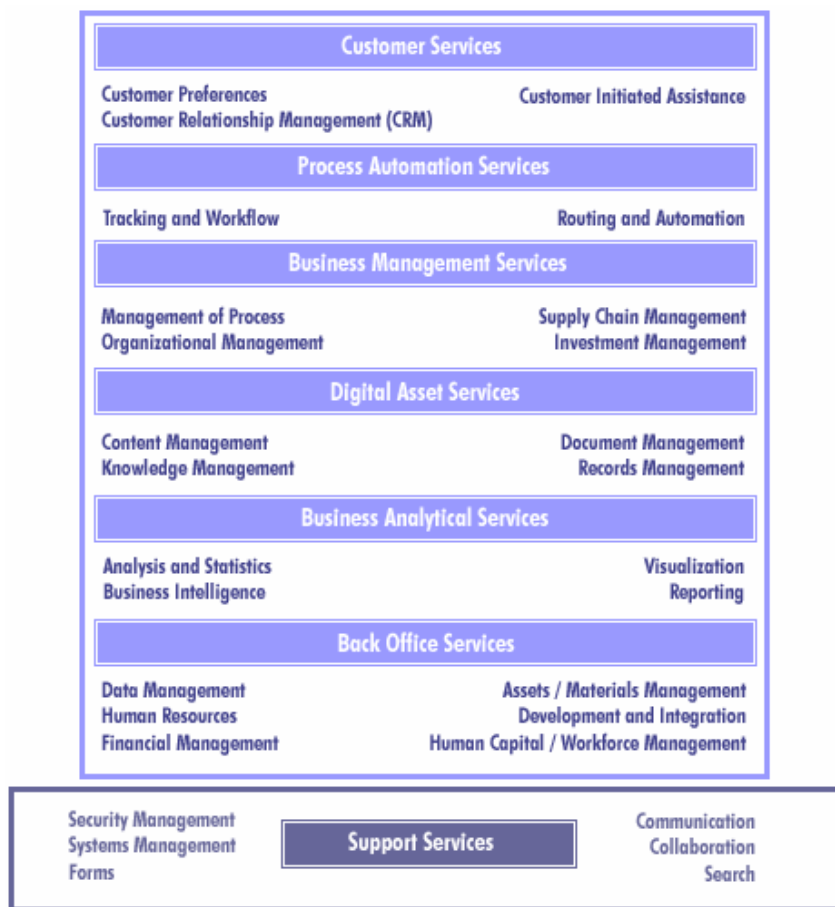 Customer Services
Customer Preferences
Customer Initiated Assistance
Customer Relationship Management (CRM)
Process Automation Services
Tracking and Workflow
Routing and Automation
Business Management Services
Management of Process
Supply Chain Management
Organizational Management
Investment Management
Digital Asset Services
Content Management
Document Management
Knowledge Management
Records Management
Business Analytical Services
Analysis and Statistics
Visualization
Business Intelligence
Reporting
Back Office Services
Data Management
Assets / Materials Management
Human Resources
Development and Integration
Financial Management
Human Capital / Workforce Management
Security Management
Systems Management
Forms
Support Services
Communication
Collaboration
Search